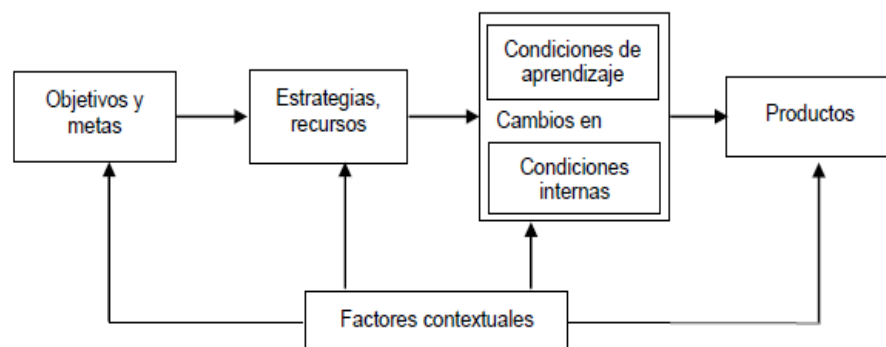 Objetivos y
metas
Estrategias,
recursos
Condiciones de
aprendizaje
Cambios en
Condiciones
internas
Productos
Factores contextuales